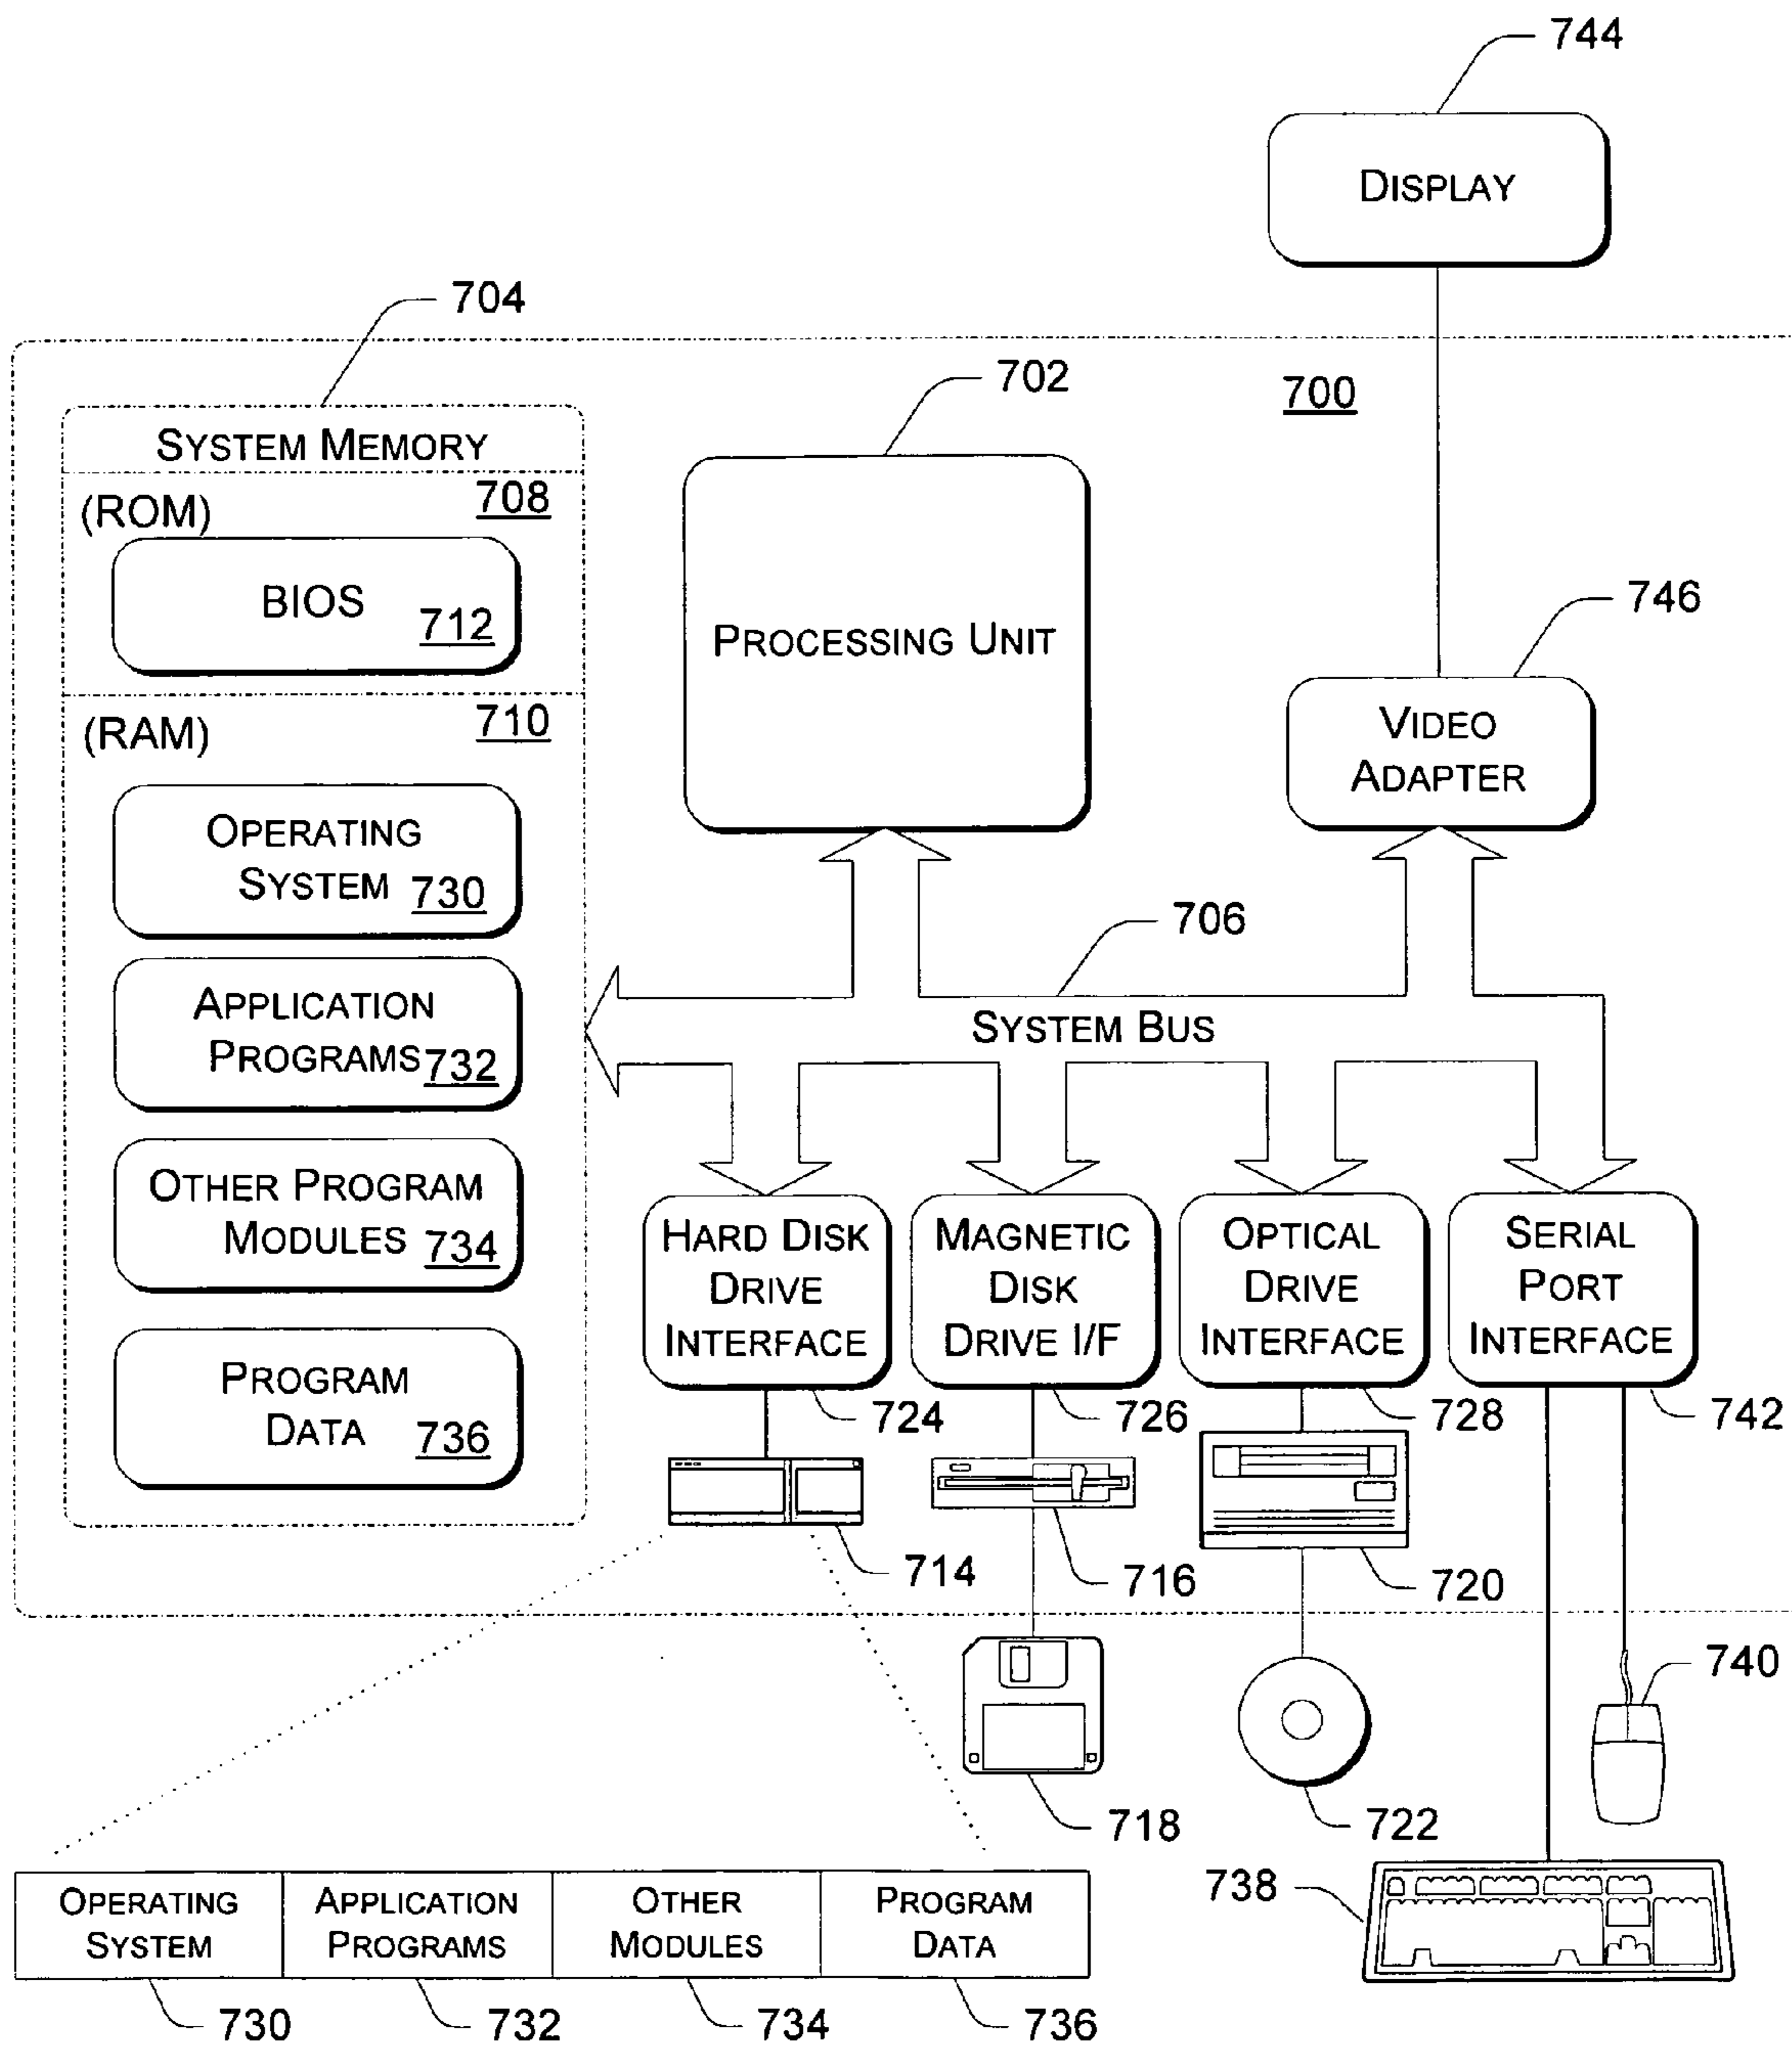 744
DISPLAY
704
702
700
SYSTEM MEMORY
(ROM)
708
BIOS
712
PROCESSING UNIT
746
(RAM)
710
VIDEO
ADAPTER
OPERATING
SYSTEM 730
706
APPLICATION
PROGRAMS 732
SYSTEM BUS
OTHER PROGRAM
MODULES 734
HARD DISK
DRIVE
INTERFACE
MAGNETIC
DISK
DRIVE I/F
OPTICAL
DRIVE
INTERFACE
SERIAL
PORT
INTERFACE
PROGRAM
DATA 736
724
726
728
742
714
716
720
740
718
722
738
OPERATING
SYSTEM
APPLICATION
PROGRAMS
OTHER
MODULES
PROGRAM
DATA
730
732
734
736